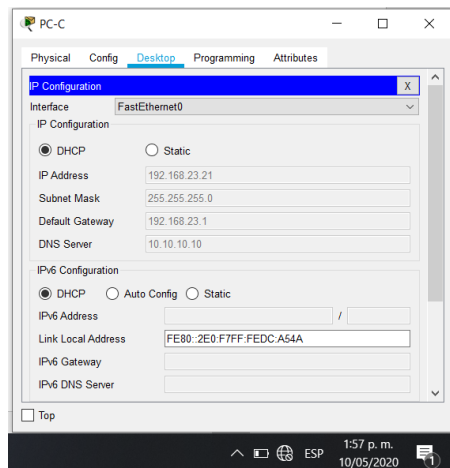 PC-C
Physical Config Desktop Programming Attributes
IP Configuration X
Interface FastEthernet0
IP Configuration
DHCP Static
IP Address 192.168.23.21
Subnet Mask 255.255.255.0
Default Gateway 192.168.23.1
DNS Server 10.10.10.10
IPv6 Configuration
DHCP Auto Config Static
IPv6 Address /
Link Local Address FE80::2E0:F7FF:FEDC:A54A
IPv6 Gateway
IPv6 DNS Server
Top
ESP 1:57 p. m.
10/05/2020 1